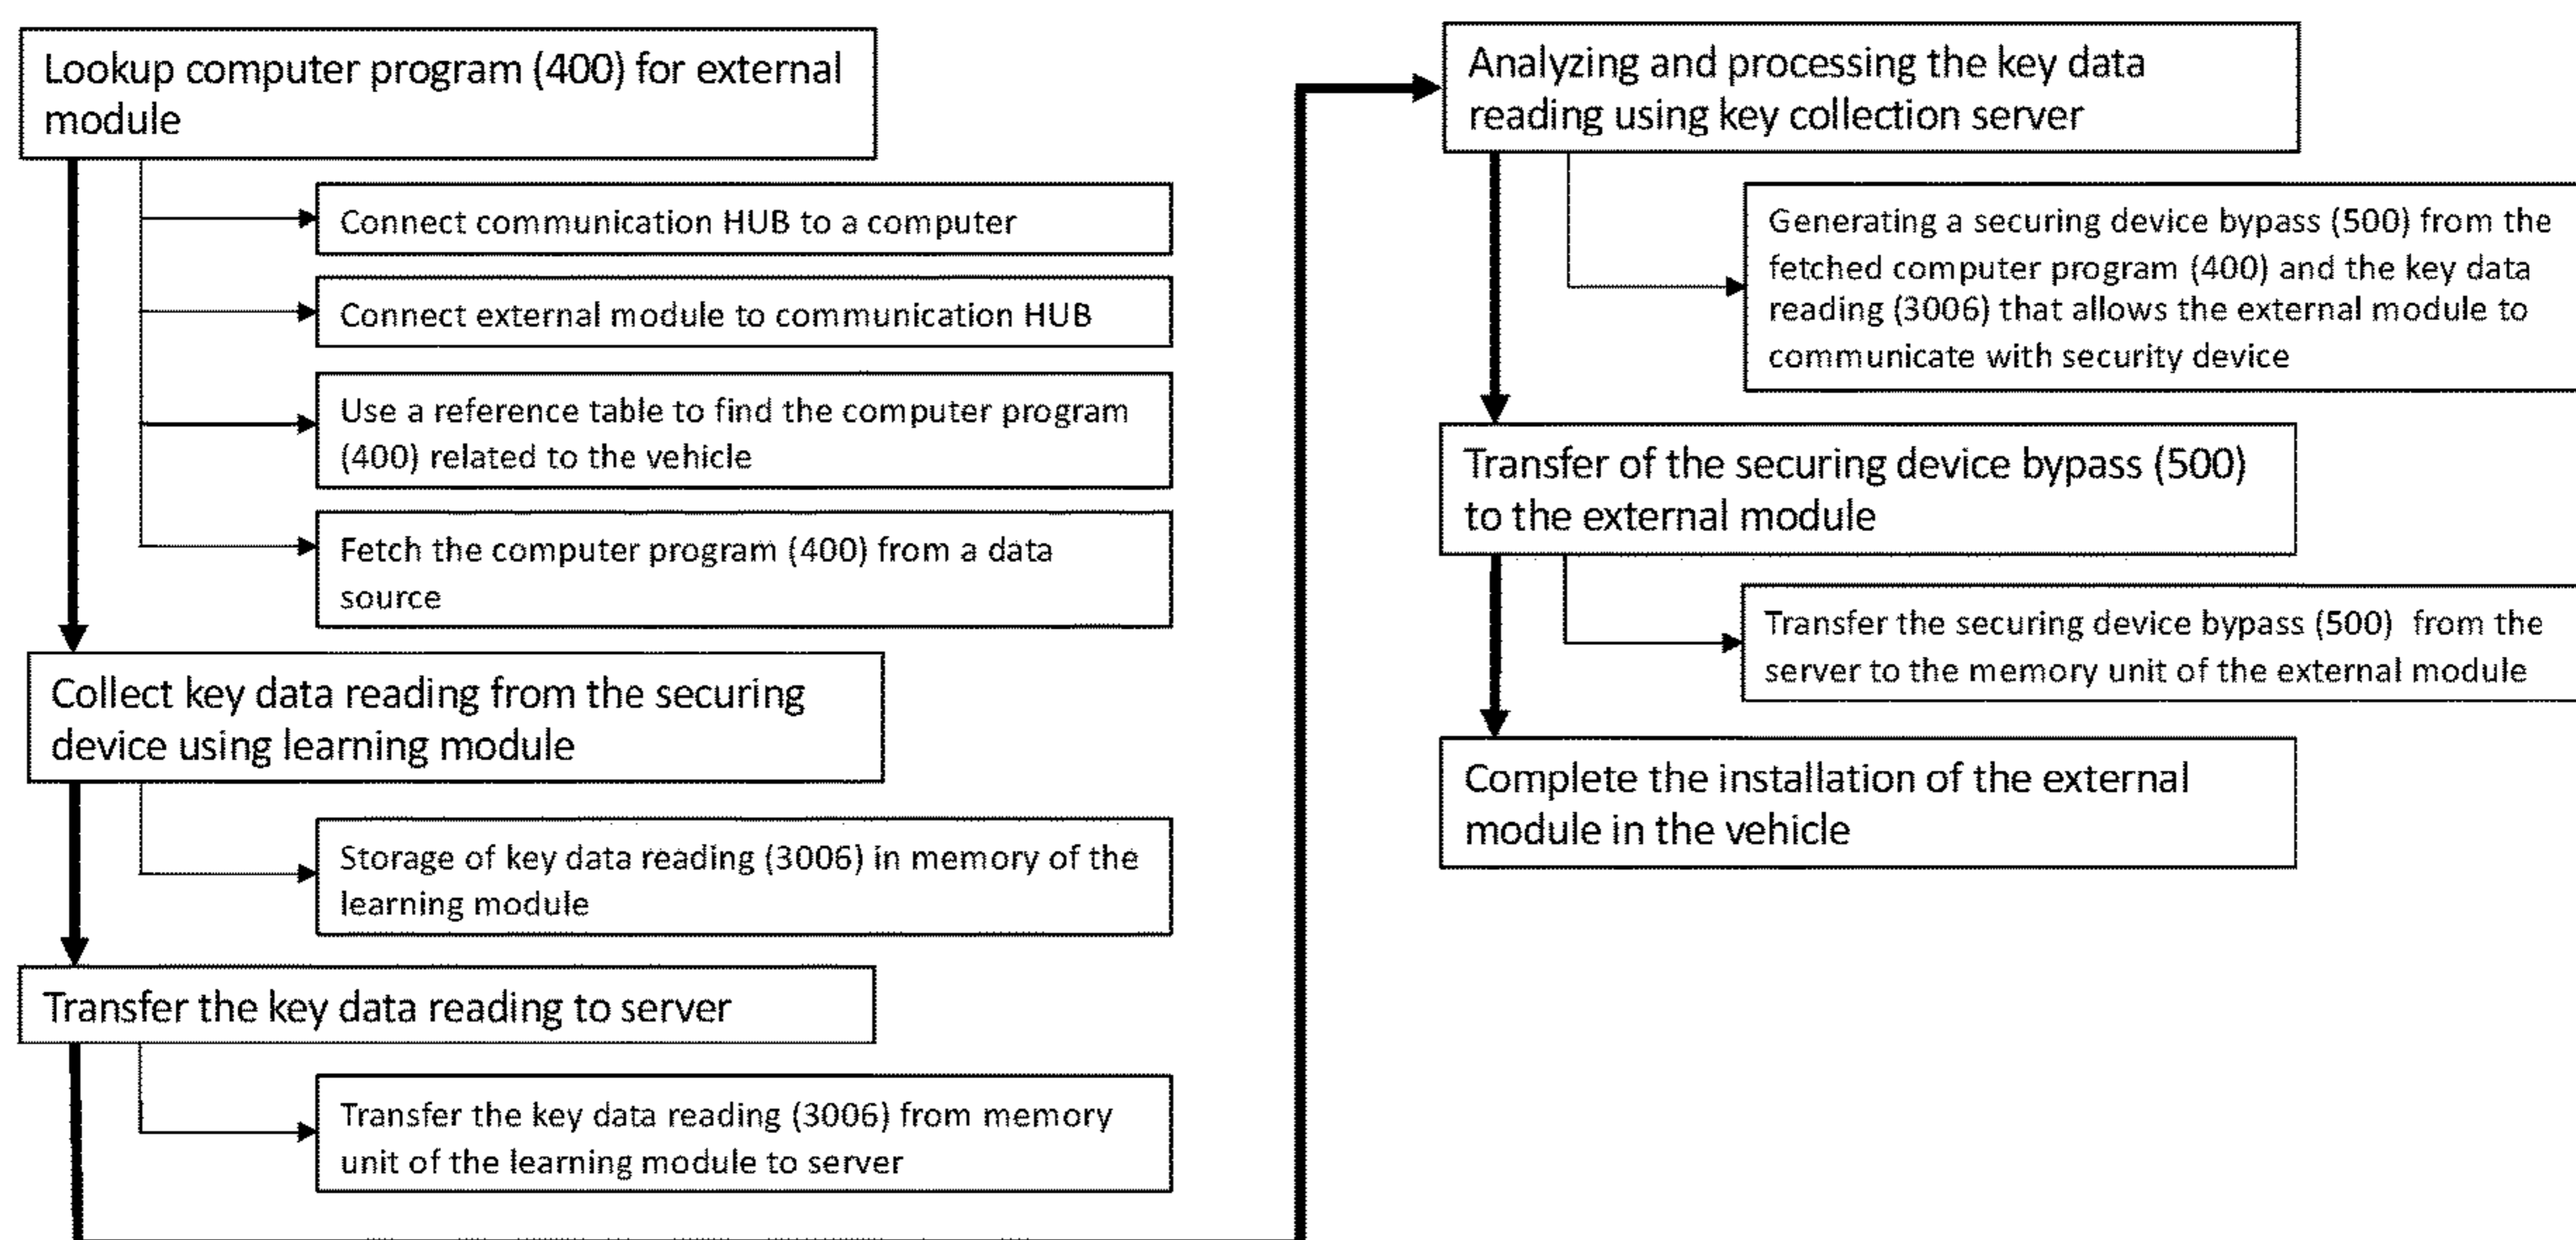 Lookup computer program (400) for external
module
Connect communication HUB to a computer
Connect external module to communication HUB
Use a reference table to find the computer program
(400) related to the vehicle
Fetch the computer program (400) from a data
source
Collect key data reading from the securing
device using learning module
Storage of key data reading (3006) in memory of the
learning module
Transfer the key data reading to server
Transfer the key data reading (3006) from memory
unit of the learning module to server
Analyzing and processing the key data
reading using key collection server
Generating a securing device bypass (500) from the
fetched computer program (400) and the key data
reading (3006) that allows the external module to
communicate with security device
Transfer of the securing device bypass (500)
to the external module
Transfer the securing device bypass (500)  from the
server to the memory unit of the external module
Complete the installation of the external
module in the vehicle